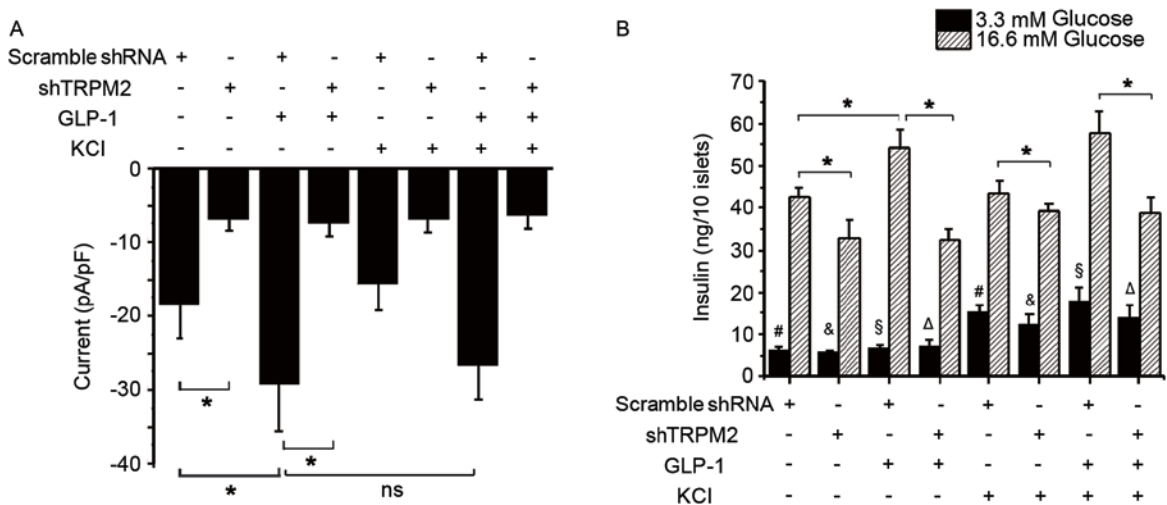 A
Scramble shRNA + - + - + - + -
shTRPM2 - + - + - + - +
GLP-1 - - + + - - + +
KCl - - - - + + + +
0
-10
-20
-30
-40
Current (pA/pF)
*
*
*
ns
B
3.3 mM Glucose
16.6 mM Glucose
70
60
50
40
30
20
10
0
Insulin (ng/10 islets)
* * * * *
# & § Δ # & § Δ
Scramble shRNA + - + - + - + -
shTRPM2 - + - + - + - +
GLP-1 - - + + - - + +
KCl - - - - + + + +